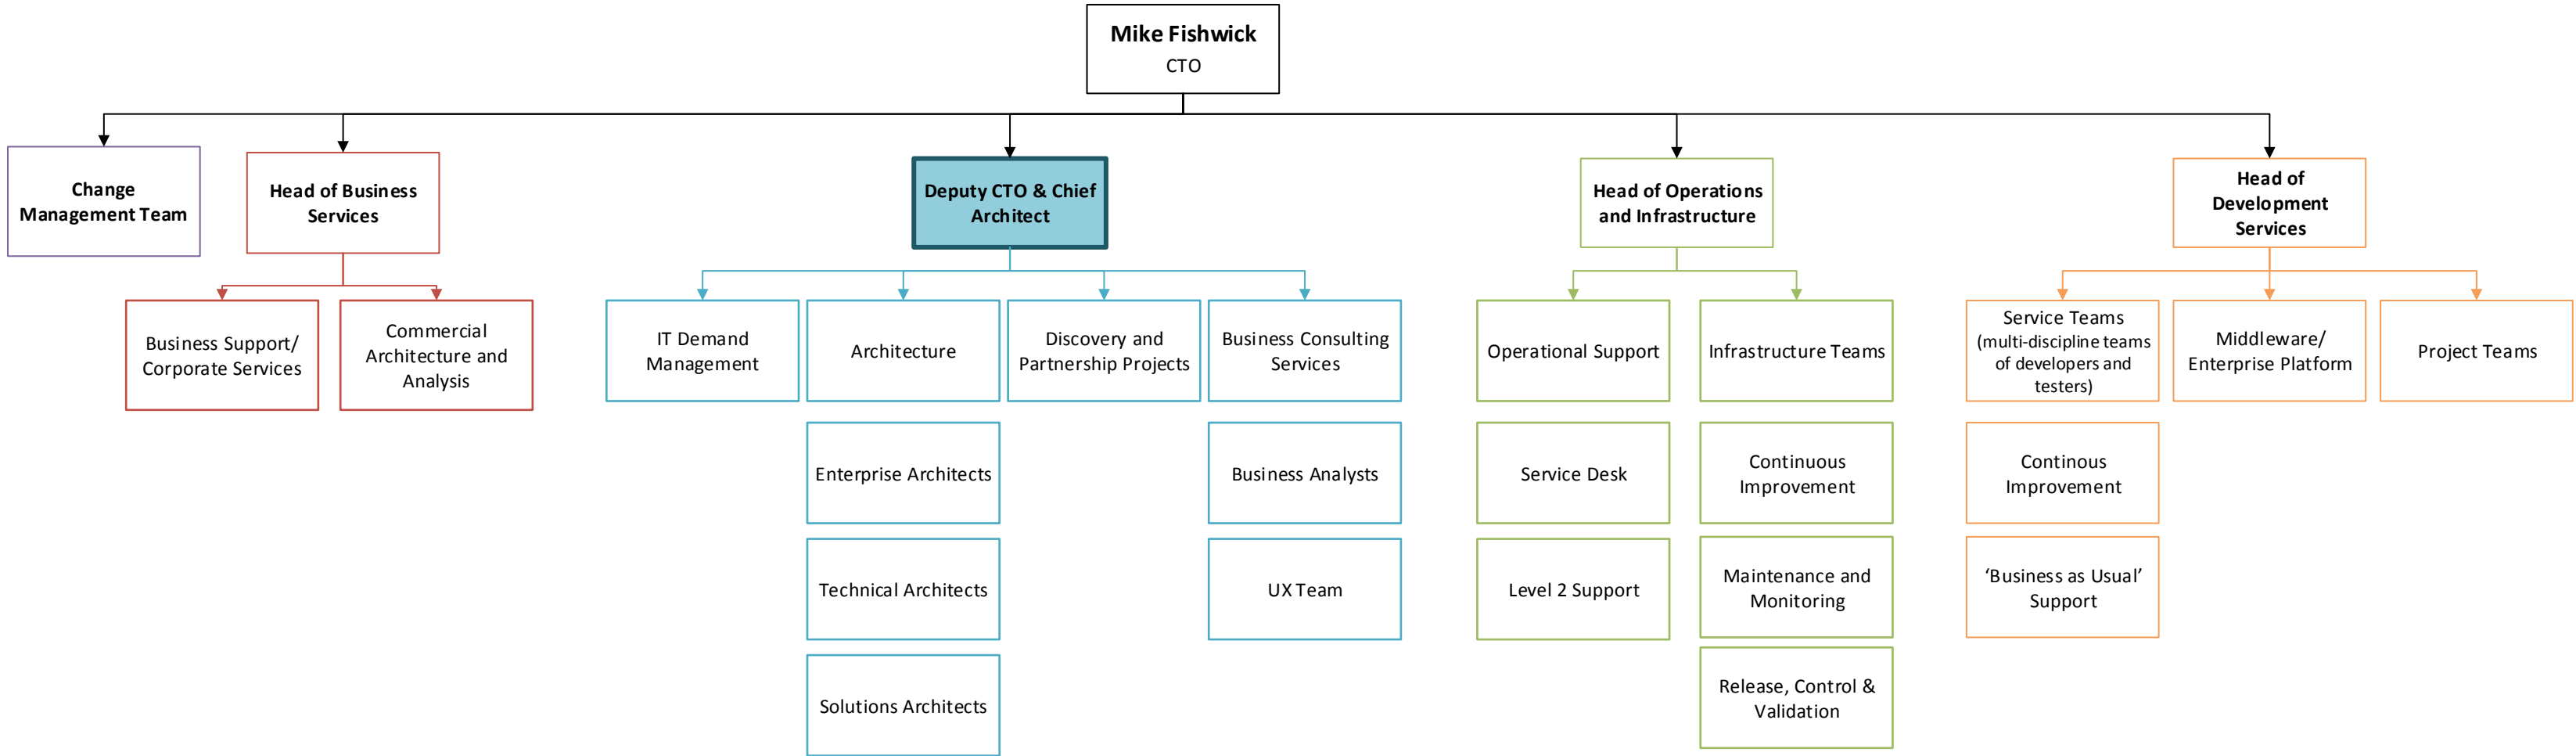 Mike Fishwick
CTO
Change
Management Team
Head of Business
Services
Deputy CTO & Chief
Architect
Head of Operations
and Infrastructure
Head of
Development
Services
Business Support/
Corporate Services
Commercial
Architecture and
Analysis
IT Demand
Management
Architecture
Discovery and
Partnership Projects
Business Consulting
Services
Operational Support
Infrastructure Teams
Service Teams
(multi-discipline teams
of developers and
testers)
Middleware/
Enterprise Platform
Project Teams
Enterprise Architects
Business Analysts
Service Desk
Continuous
Improvement
Continous
Improvement
Technical Architects
UX Team
Level 2 Support
Maintenance and
Monitoring
‘Business as Usual’
Support
Solutions Architects
Release, Control &
Validation